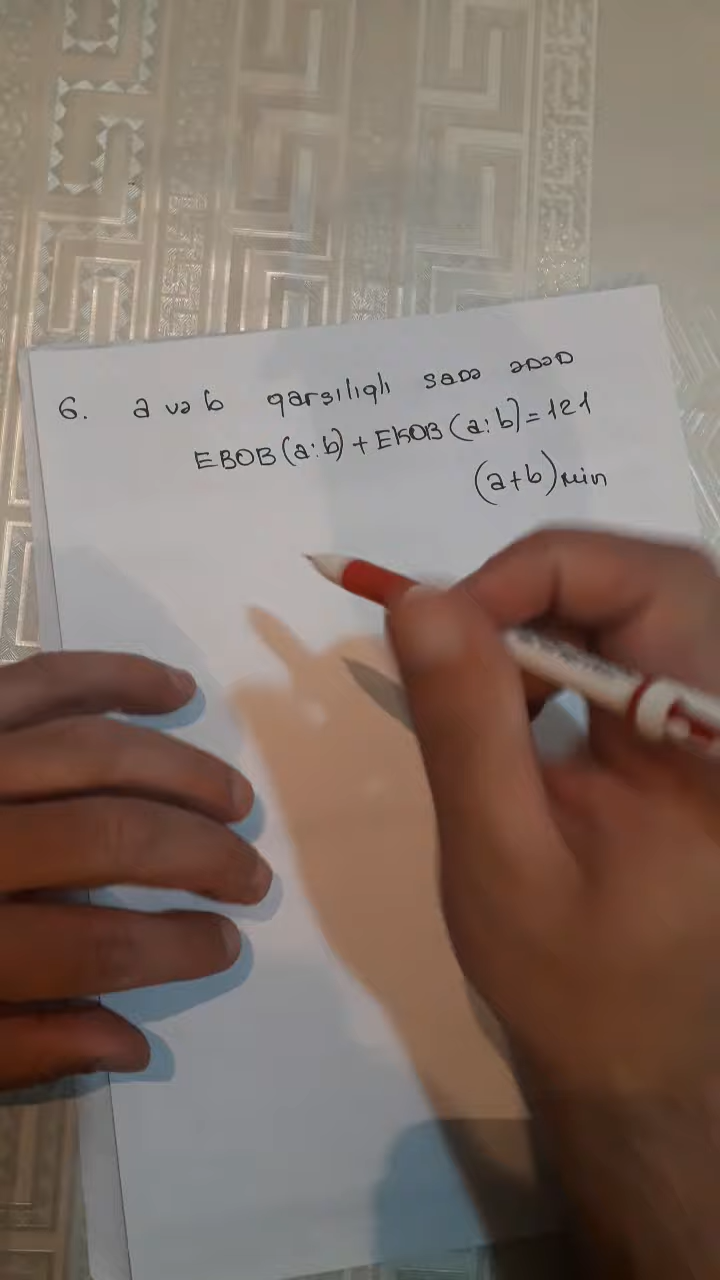 6. a və b qarşılıqlı sadə ədəd
EBOB(a:b)+EKOB(a:b)=121
(a+b)min